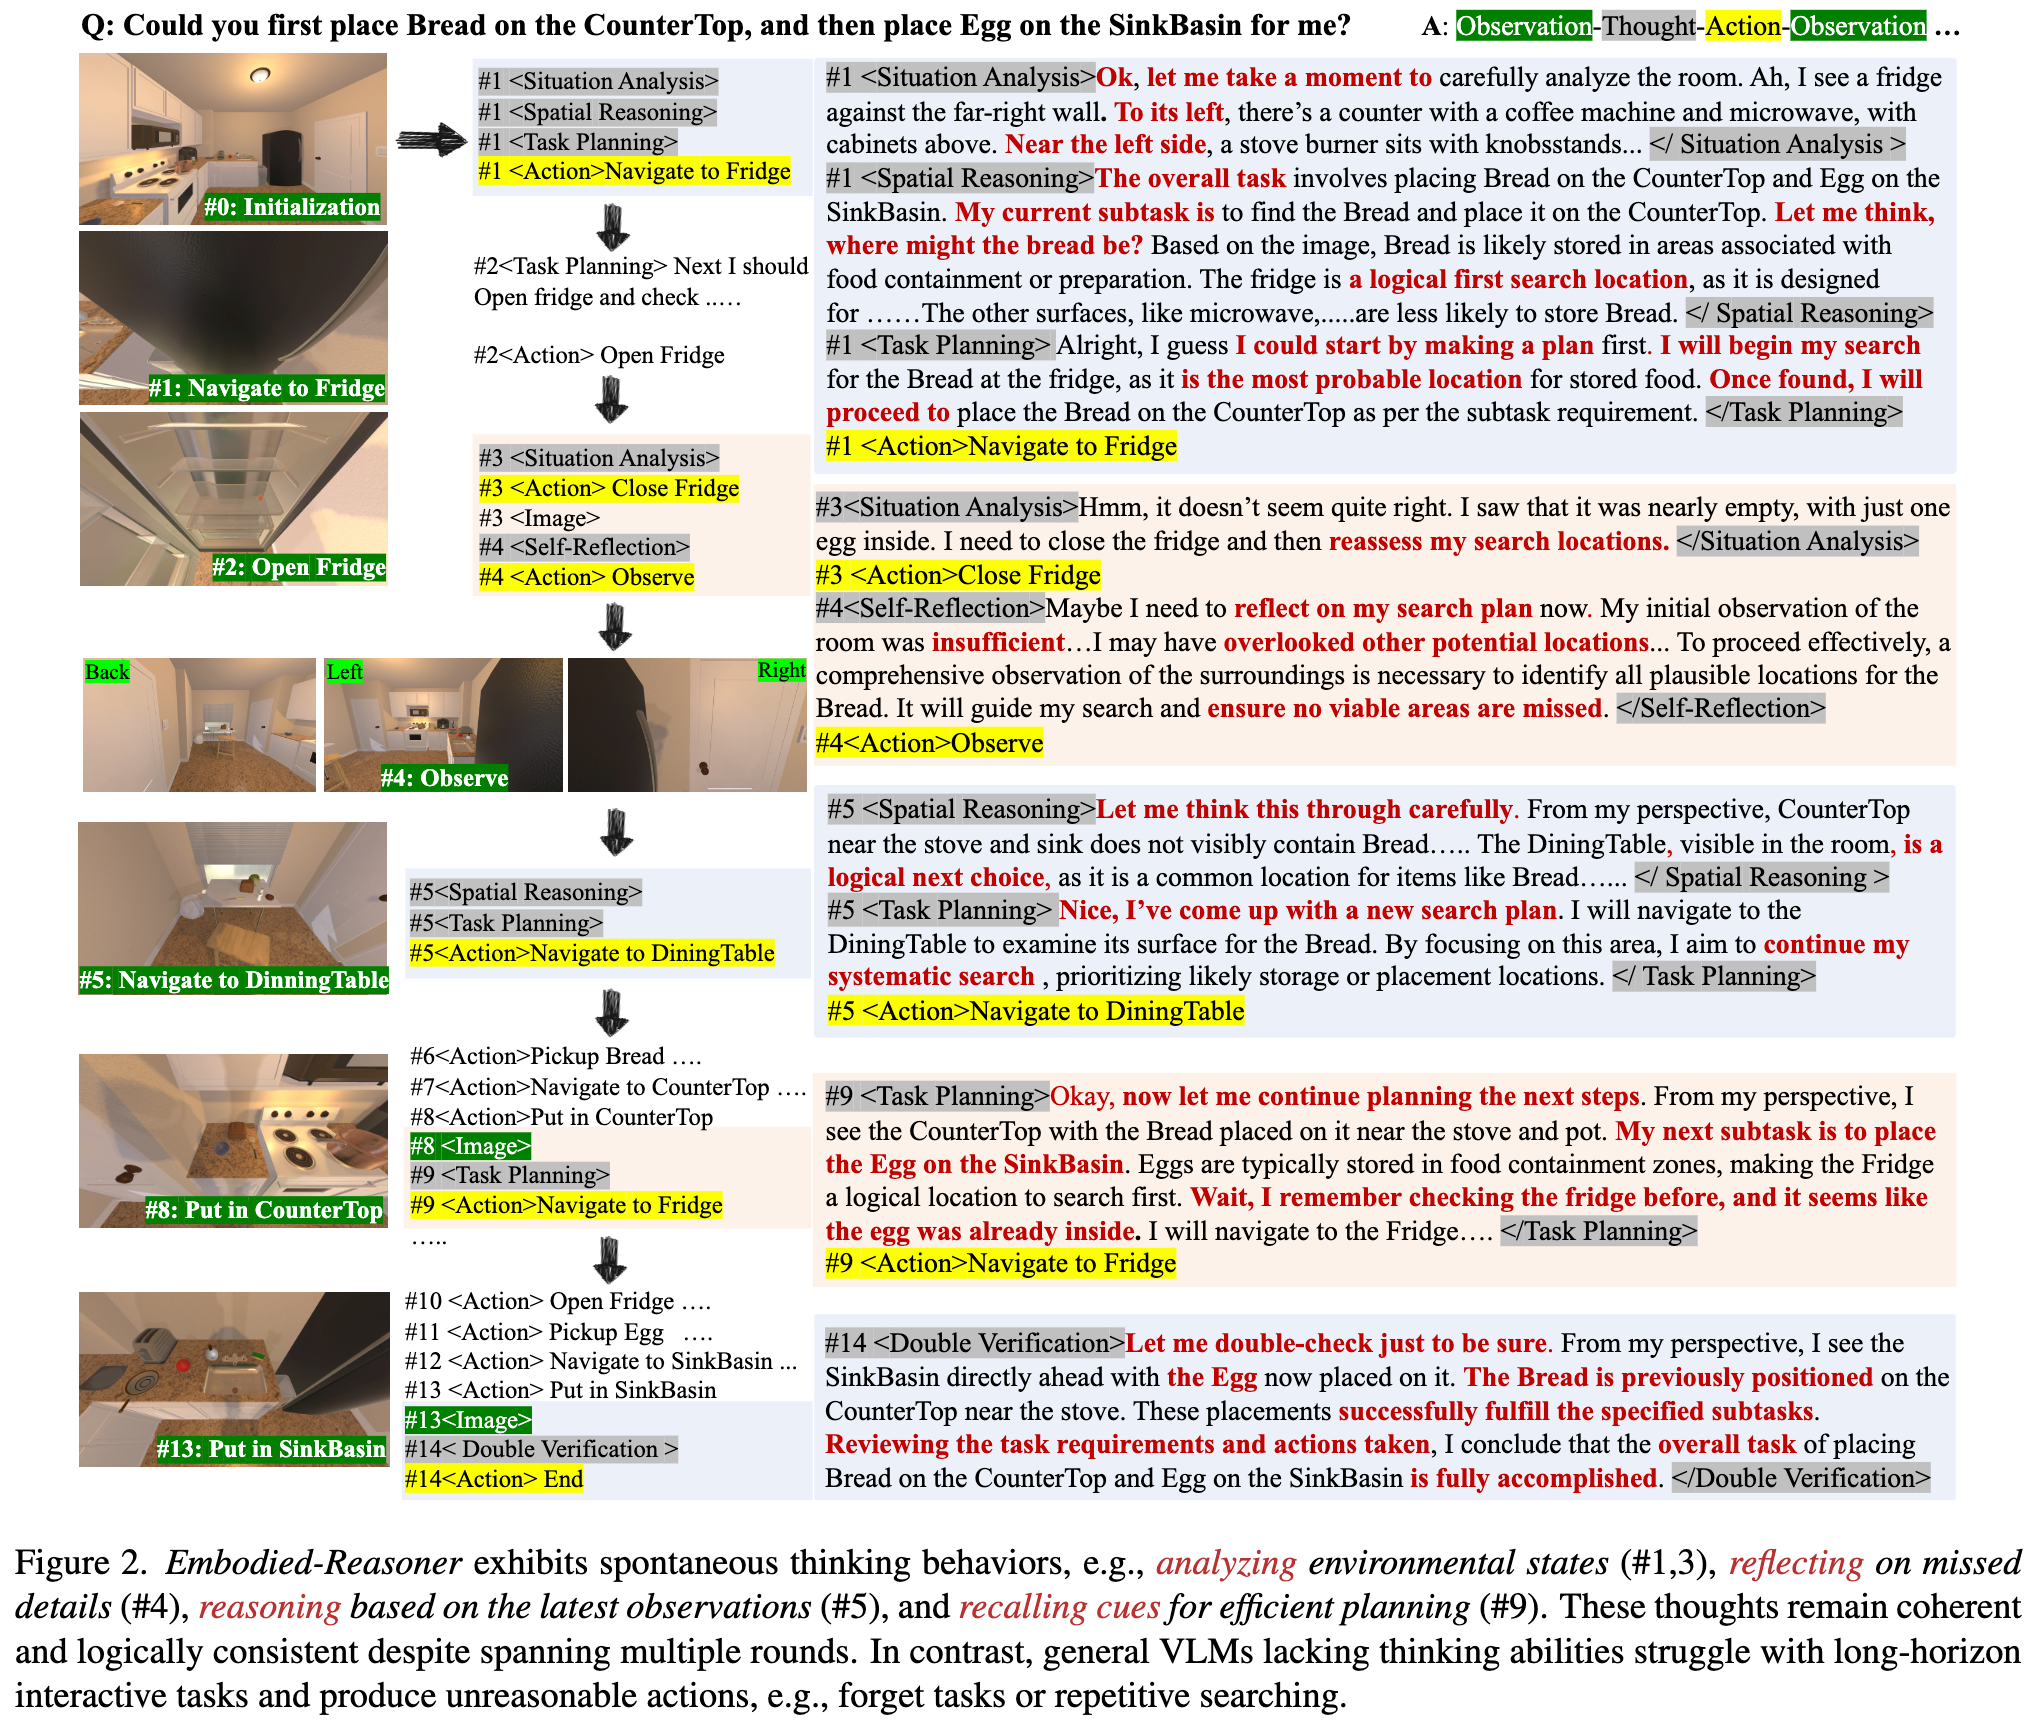 Q: Could you first place Bread on the CounterTop, and then place Egg on the SinkBasin for me?
A: Observation-Thought-Action-Observation ...
#0: Initialization
#1: Navigate to Fridge
#2: Open Fridge
#1 <Situation Analysis>
#1 <Spatial Reasoning>
#1 <Task Planning>
#1 <Action>Navigate to Fridge
#2<Task Planning> Next I should
Open fridge and check ..…
#2<Action> Open Fridge
#3 <Situation Analysis>
#3 <Action> Close Fridge
#3 <Image>
#4 <Self-Reflection>
#4 <Action> Observe
#1 <Situation Analysis>Ok, let me take a moment to carefully analyze the room. Ah, I see a fridge
against the far-right wall. To its left, there’s a counter with a coffee machine and microwave, with
cabinets above. Near the left side, a stove burner sits with knobsstands... </ Situation Analysis >
#1 <Spatial Reasoning>The overall task involves placing Bread on the CounterTop and Egg on the
SinkBasin. My current subtask is to find the Bread and place it on the CounterTop. Let me think,
where might the bread be? Based on the image, Bread is likely stored in areas associated with
food containment or preparation. The fridge is a logical first search location, as it is designed
for ……The other surfaces, like microwave,.....are less likely to store Bread. </ Spatial Reasoning>
#1 <Task Planning> Alright, I guess I could start by making a plan first. I will begin my search
for the Bread at the fridge, as it is the most probable location for stored food. Once found, I will
proceed to place the Bread on the CounterTop as per the subtask requirement. </Task Planning>
#1 <Action>Navigate to Fridge
#3<Situation Analysis>Hmm, it doesn’t seem quite right. I saw that it was nearly empty, with just one
egg inside. I need to close the fridge and then reassess my search locations. </Situation Analysis>
#3 <Action>Close Fridge
#4<Self-Reflection>Maybe I need to reflect on my search plan now. My initial observation of the
room was insufficient…I may have overlooked other potential locations... To proceed effectively, a
comprehensive observation of the surroundings is necessary to identify all plausible locations for the
Bread. It will guide my search and ensure no viable areas are missed. </Self-Reflection>
#4<Action>Observe
Back
Left
Right
#4: Observe
#5: Navigate to DinningTable
#5<Spatial Reasoning>
#5<Task Planning>
#5<Action>Navigate to DiningTable
#5 <Spatial Reasoning>Let me think this through carefully. From my perspective, CounterTop
near the stove and sink does not visibly contain Bread….. The DiningTable, visible in the room, is a
logical next choice, as it is a common location for items like Bread…... </ Spatial Reasoning >
#5 <Task Planning> Nice, I’ve come up with a new search plan. I will navigate to the
DiningTable to examine its surface for the Bread. By focusing on this area, I aim to continue my
systematic search , prioritizing likely storage or placement locations. </ Task Planning>
#5 <Action>Navigate to DiningTable
#8: Put in CounterTop
#6<Action>Pickup Bread ….
#7<Action>Navigate to CounterTop ….
#8<Action>Put in CounterTop
#8 <Image>
#9 <Task Planning>
#9 <Action>Navigate to Fridge
…..
#9 <Task Planning>Okay, now let me continue planning the next steps. From my perspective, I
see the CounterTop with the Bread placed on it near the stove and pot. My next subtask is to place
the Egg on the SinkBasin. Eggs are typically stored in food containment zones, making the Fridge
a logical location to search first. Wait, I remember checking the fridge before, and it seems like
the egg was already inside. I will navigate to the Fridge…. </Task Planning>
#9 <Action>Navigate to Fridge
#13: Put in SinkBasin
#10 <Action> Open Fridge ….
#11 <Action> Pickup Egg ….
#12 <Action> Navigate to SinkBasin ...
#13 <Action> Put in SinkBasin
#13<Image>
#14< Double Verification >
#14<Action> End
#14 <Double Verification>Let me double-check just to be sure. From my perspective, I see the
SinkBasin directly ahead with the Egg now placed on it. The Bread is previously positioned on the
CounterTop near the stove. These placements successfully fulfill the specified subtasks.
Reviewing the task requirements and actions taken, I conclude that the overall task of placing
Bread on the CounterTop and Egg on the SinkBasin is fully accomplished. </Double Verification>
Figure 2. Embodied-Reasoner exhibits spontaneous thinking behaviors, e.g., analyzing environmental states (#1,3), reflecting on missed
details (#4), reasoning based on the latest observations (#5), and recalling cues for efficient planning (#9). These thoughts remain coherent
and logically consistent despite spanning multiple rounds. In contrast, general VLMs lacking thinking abilities struggle with long-horizon
interactive tasks and produce unreasonable actions, e.g., forget tasks or repetitive searching.